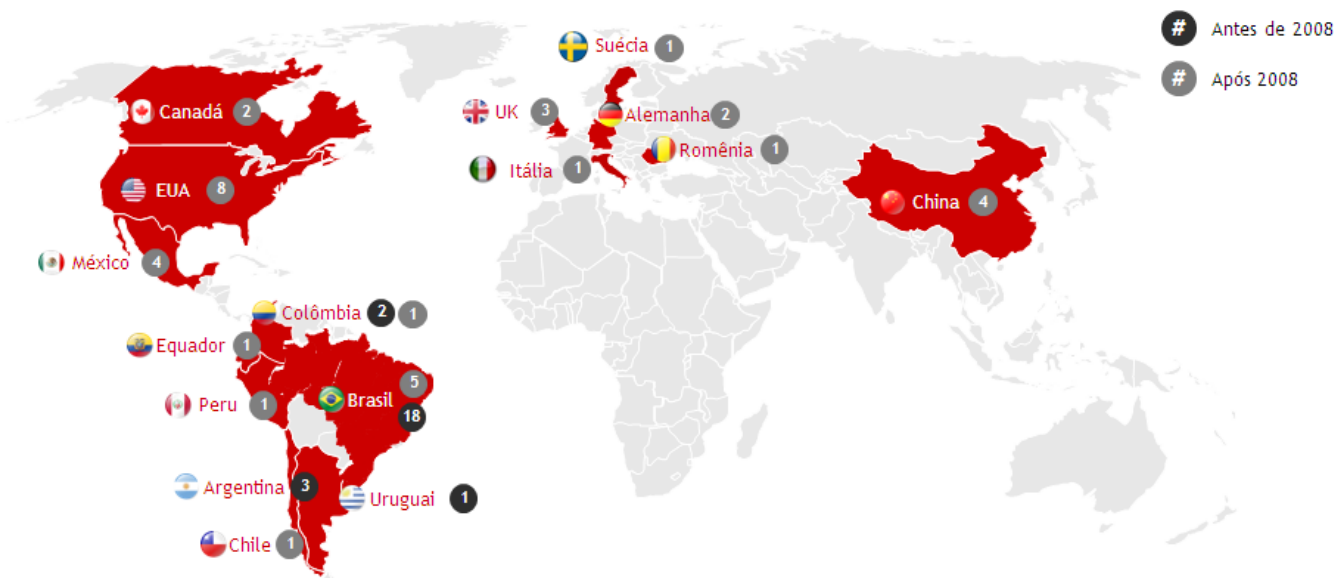 # Antes de 2008
# Após 2008
Suécia 1
Canadá 2
UK 3
Alemanha 2
Romênia 1
Itália 1
EUA 8
China 4
México 4
Colômbia 2 1
Equador 1
5
Brasil
18
Peru 1
Argentina 3
Uruguai 1
Chile 1